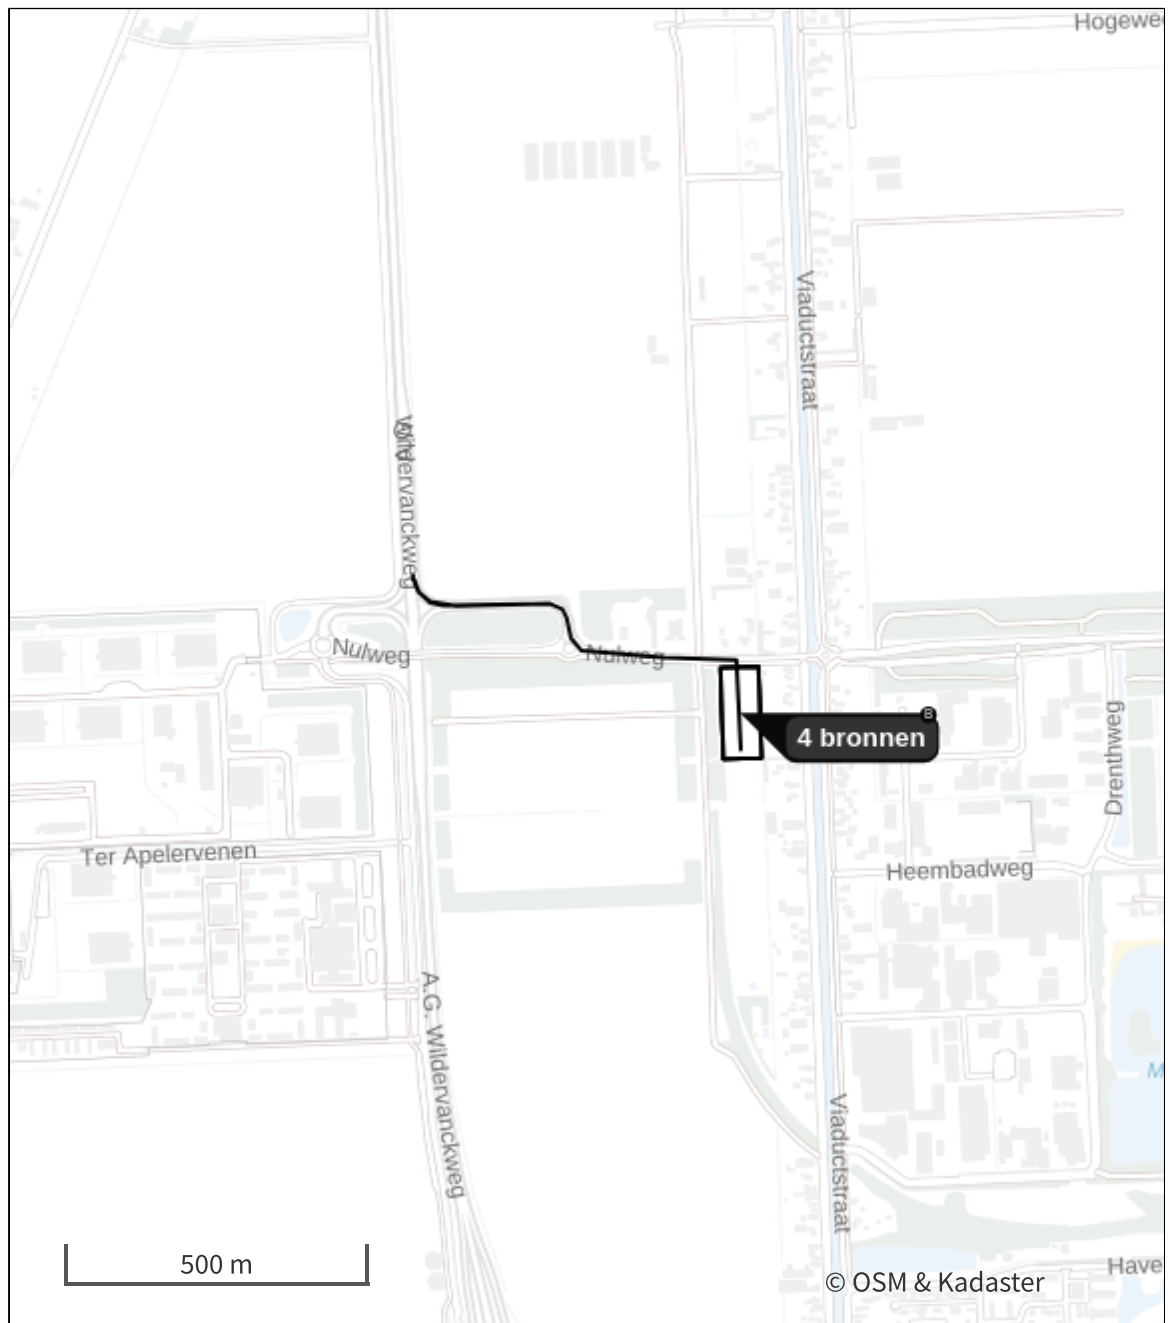 Hogewe
Viaductstraat
Wildervanckweg
Nulweg
Nulweg
B
4 bronnen
Drenthweg
Ter Apelervenen
Heembadweg
A.G. Wildervanckweg
M
Viaductstraat
500 m
Have
© OSM & Kadaster